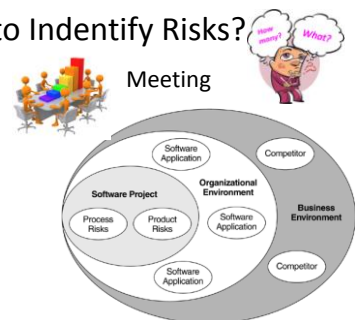 to Indentify Risks?
How many?
What?
Meeting
Software
Application
Competitor
Organizational
Environment
Software Project
Business
Environment
Process
Risks
Product
Risks
Software
Application
Software
Application
Competitor